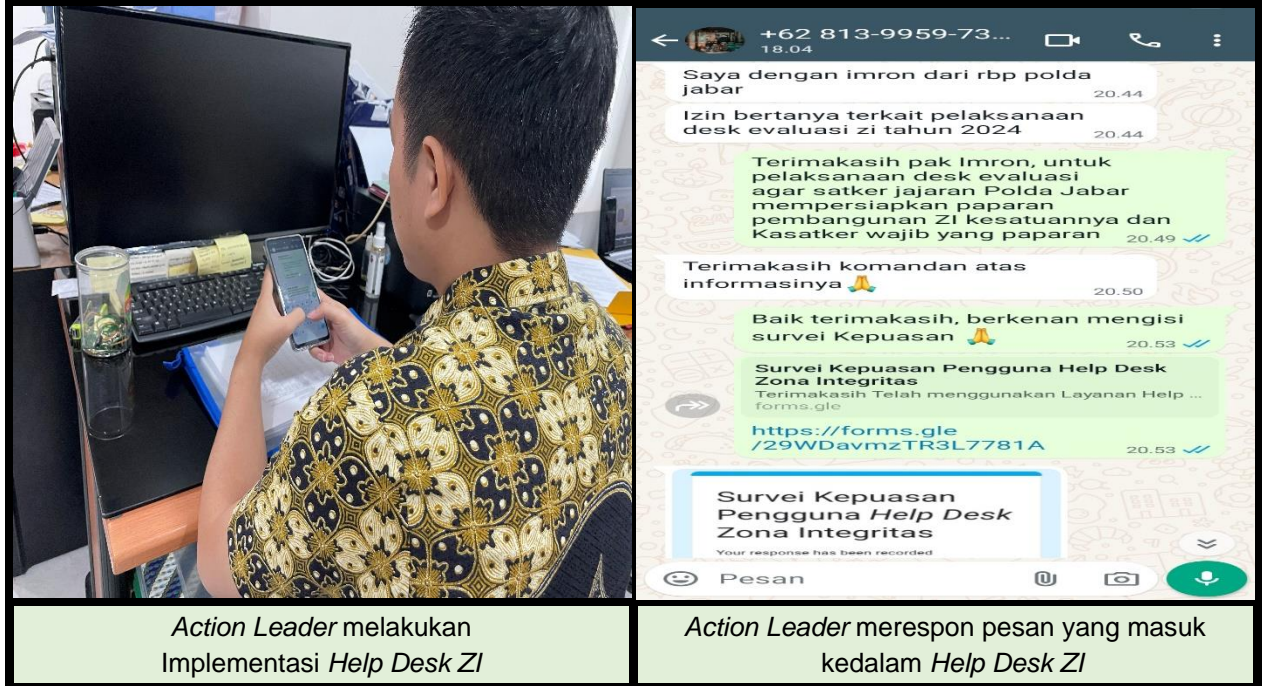 +62 813-9959-73...
18.04
Saya dengan imron dari rbp polda
jabar
20.44
Izin bertanya terkait pelaksanaan
desk evaluasi zi tahun 2024
20.44
Terimakasih pak Imron, untuk
pelaksanaan desk evaluasi
agar satker jajaran Polda Jabar
mempersiapkan paparan
pembangunan ZI kesatuannya dan
Kasatker wajib yang paparan
20.49
Terimakasih komandan atas
informasinya 🙏
20.50
Baik terimakasih, berkenan mengisi
survei Kepuasan 🙏
20.53
Survei Kepuasan Pengguna Help Desk
Zona Integritas
Terimakasih Telah menggunakan Layanan Help ...
forms.gle
https://forms.gle
/29WDavmzTR3L7781A
20.53
Survei Kepuasan
Pengguna Help Desk
Zona Integritas
Your response has been recorded
Pesan
Action Leader melakukan
Implementasi Help Desk ZI
Action Leader merespon pesan yang masuk
kedalam Help Desk ZI